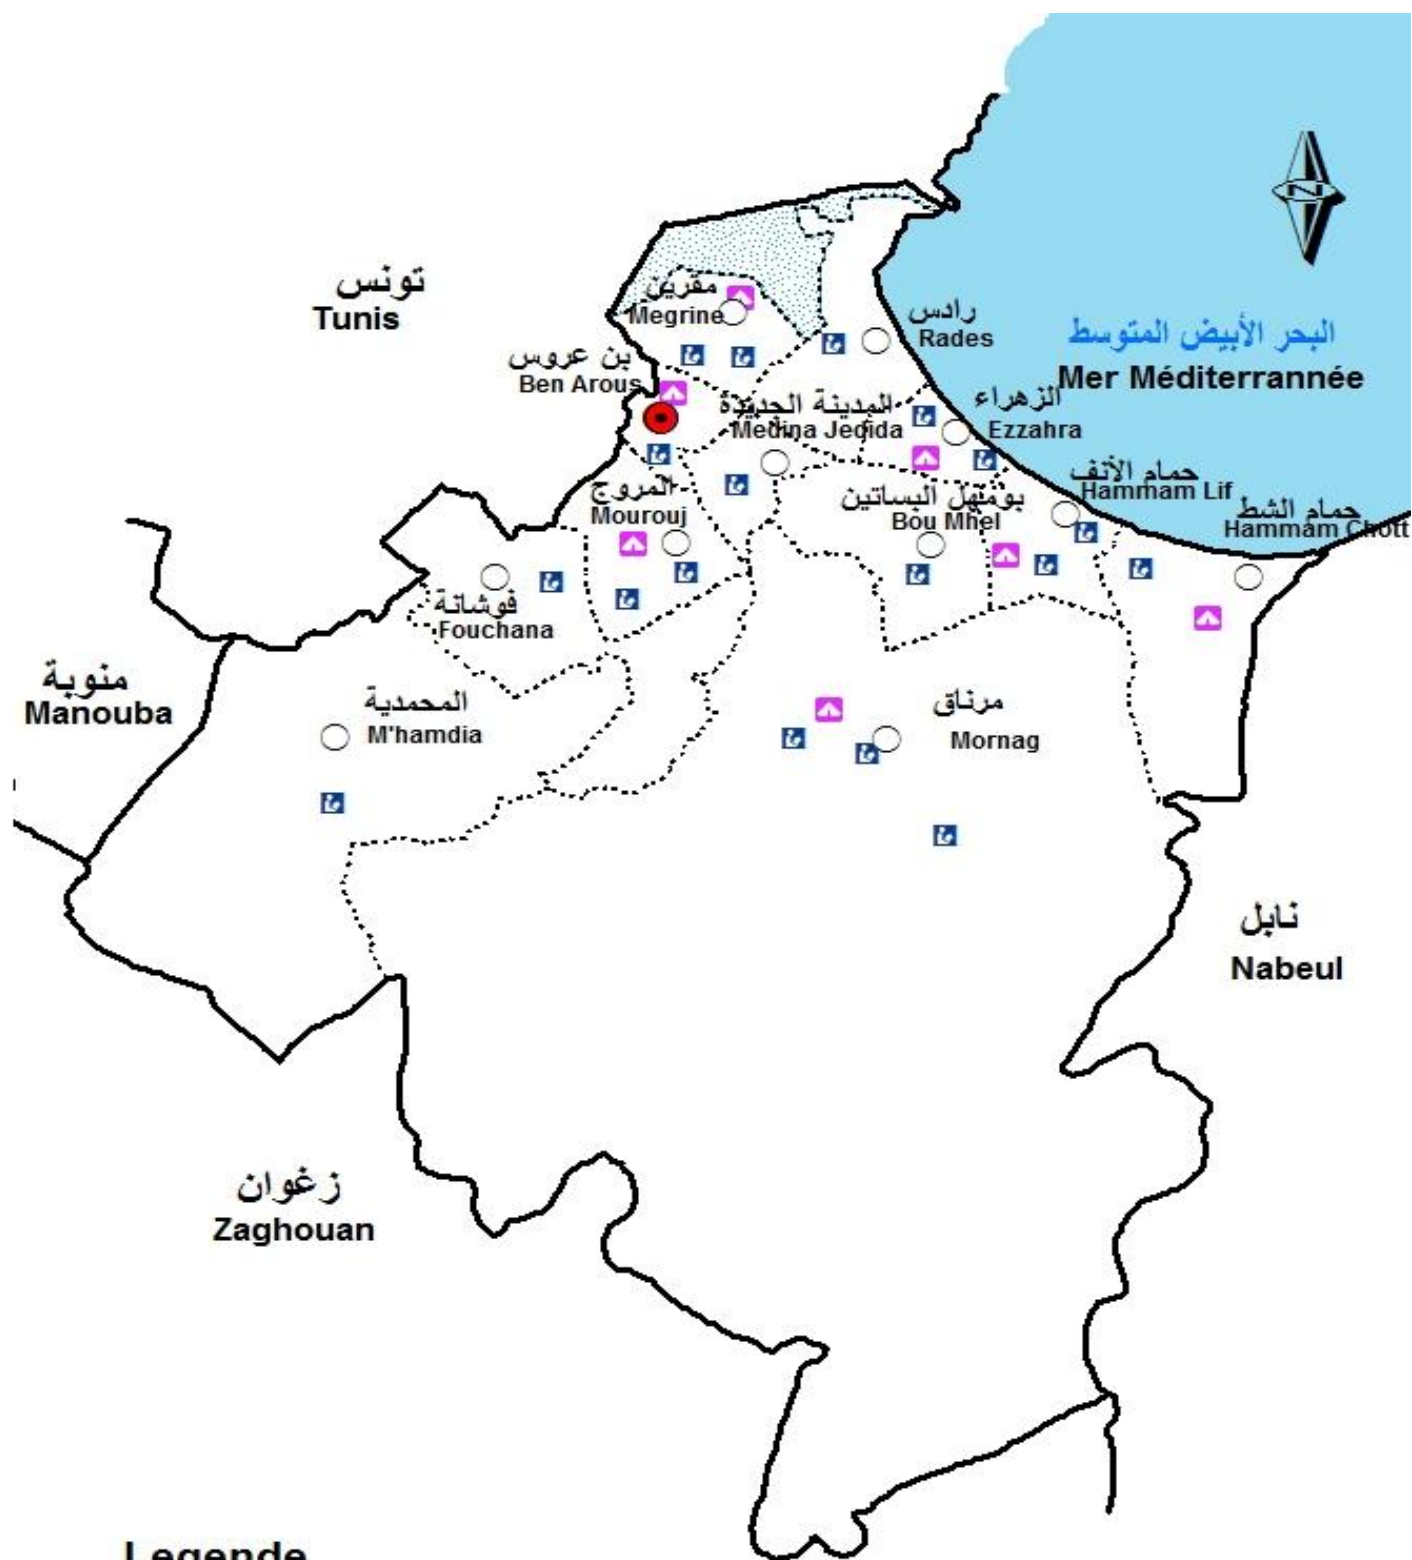 تونس
Tunis
مقرين
Megrine
رادس
Rades
البحر الأبيض المتوسط
Mer Méditerrannée
N
بن عروس
Ben Arous
المدينة الجديدة
Medina Jedida
الزهراء
Ezzahra
حمام الأنف
Hammam Lif
حمام الشط
Hammam Chott
المروج
Mourouj
بومهل البساتين
Bou Mhel
فوشانة
Fouchana
منوبة
Manouba
المحمدية
M'hamdia
مرناق
Mornag
نابل
Nabeul
زغوان
Zaghouan
Legende